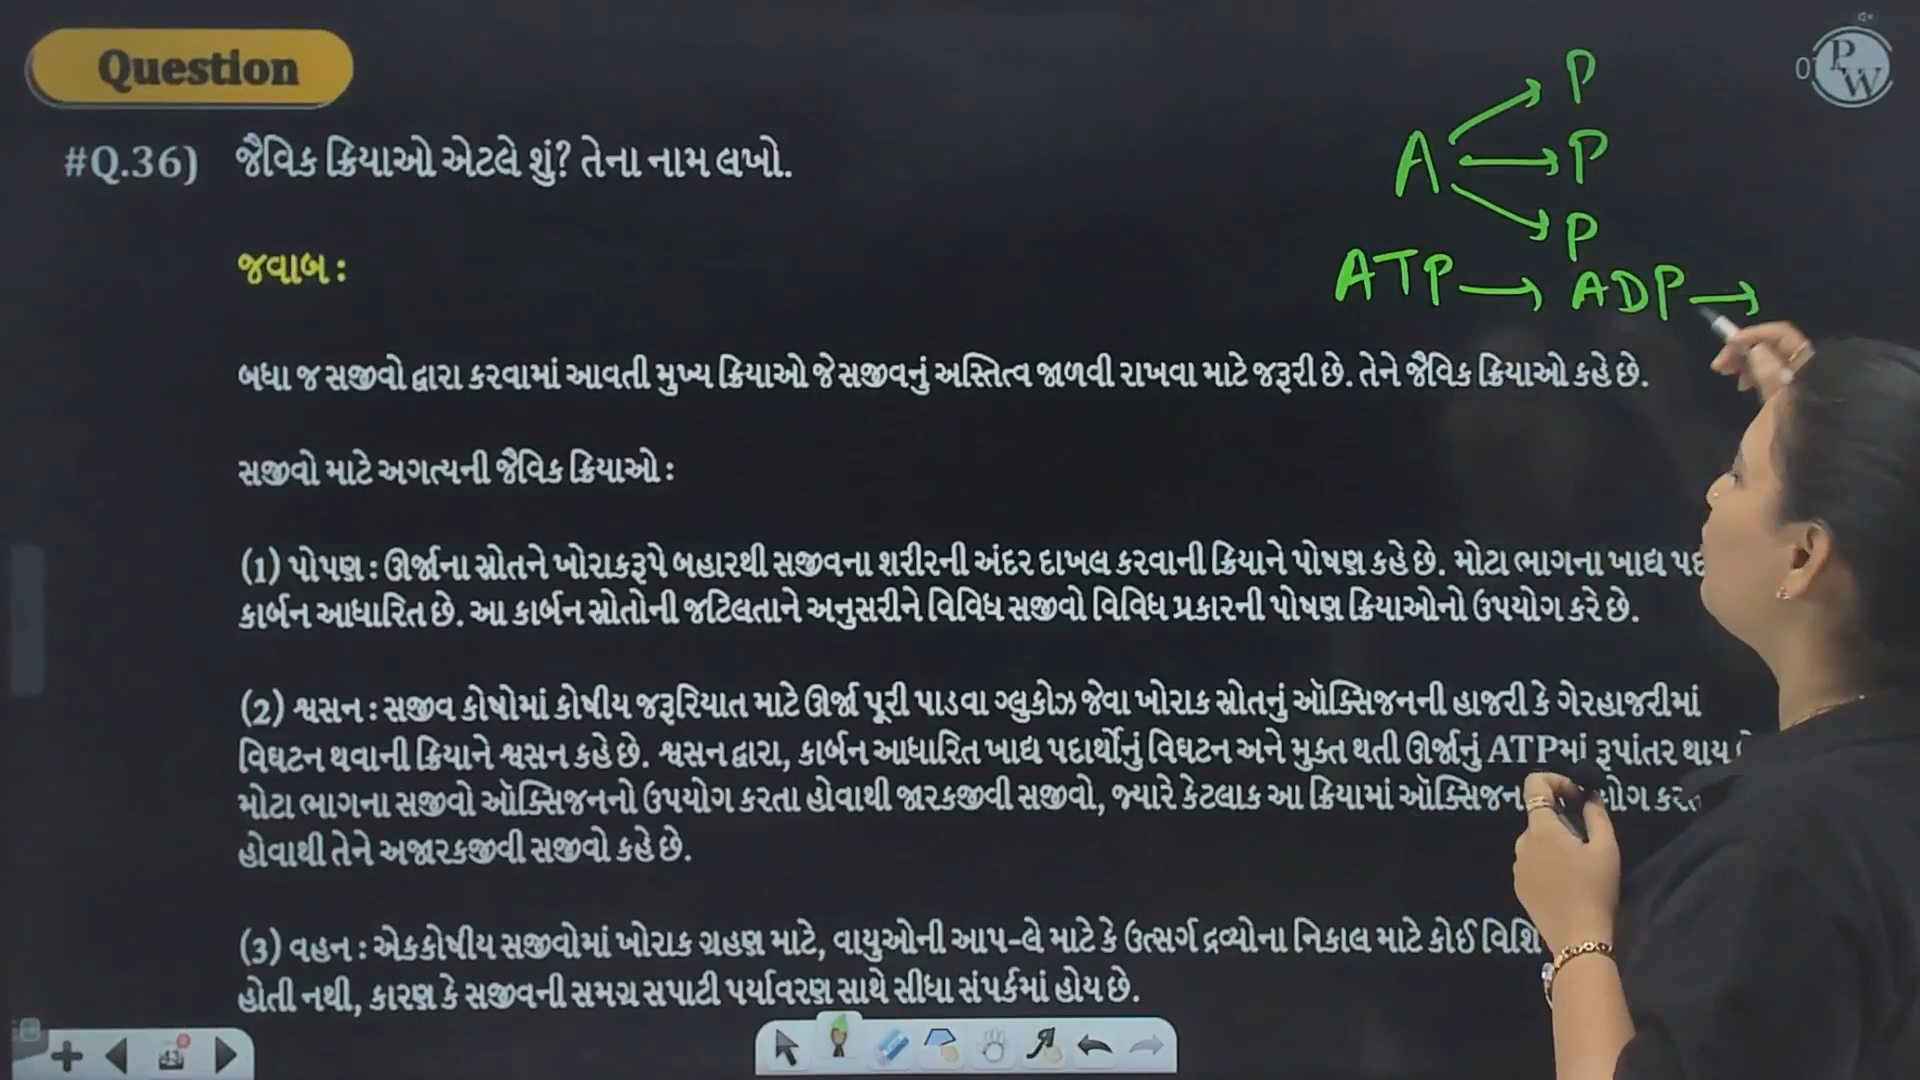 Question
#Q.36) જૈવિક ક્રિયાઓ એટલે શું? તેના નામ લખો.
જવાબ :
બધા જ સજીવો દ્વારા કરવામાં આવતી મુખ્ય ક્રિયાઓ જે સજીવનું અસ્તિત્વ જાળવી રાખવા માટે જરૂરી છે. તેને જૈવિક ક્રિયાઓ કહે છે.
સજીવો માટે અગત્યની જૈવિક ક્રિયાઓ :
(1) પોષણ : ઊર્જાના સ્રોતને ખોરાકરૂપે બહારથી સજીવના શરીરની અંદર દાખલ કરવાની ક્રિયાને પોષણ કહે છે. મોટા ભાગના ખાદ્ય
કાર્બન આધારિત છે. આ કાર્બન સ્રોતોની જટિલતાને અનુસરીને વિવિધ સજીવો વિવિધ પ્રકારની પોષણ ક્રિયાઓનો ઉપયોગ કરે છે.
(2) શ્વસન : સજીવ કોષોમાં કોષીય જરૂરિયાત માટે ઊર્જા પૂરી પાડવા ગ્લુકોઝ જેવા ખોરાક સ્રોતનું ઑક્સિજનની હાજરી કે ગેરહાજરીમાં
વિઘટન થવાની ક્રિયાને શ્વસન કહે છે. શ્વસન દ્વારા, કાર્બન આધારિત ખાદ્ય પદાર્થોનું વિઘટન અને મુક્ત થતી ઊર્જાનું ATPમાં રૂપાંતર થાય
મોટા ભાગના સજીવો ઑક્સિજનનો ઉપયોગ કરતા હોવાથી જારકજીવી સજીવો, જ્યારે કેટલાક આ ક્રિયામાં ઑક્સિજન
હોવાથી તેને અજારકજીવી સજીવો કહે છે.
(3) વહન : એકકોષીય સજીવોમાં ખોરાક ગ્રહણ માટે, વાયુઓની આપ-લે માટે કે ઉત્સર્ગ દ્રવ્યોના નિકાલ માટે કોઈ
હોતી નથી, કારણ કે સજીવની સમગ્ર સપાટી પર્યાવરણ સાથે સીધા સંપર્કમાં હોય છે.
P
A → P
P
ATP → ADP →
PW
43